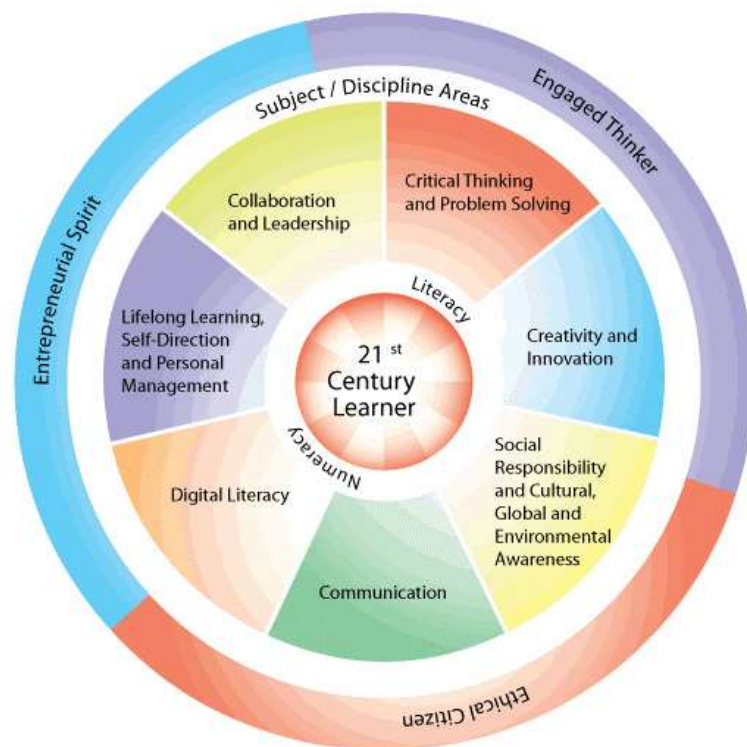 Engaged Thinker
Subject / Discipline Areas
Entrepreneurial Spirit
Collaboration
and Leadership
Critical Thinking
and Problem Solving
Literacy
Lifelong Learning,
Self-Direction
and Personal
Management
21 st
Century
Learner
Creativity and
Innovation
Numeracy
Digital Literacy
Social
Responsibility
and Cultural,
Global and
Environmental
Awareness
Communication
Ethical Citizen